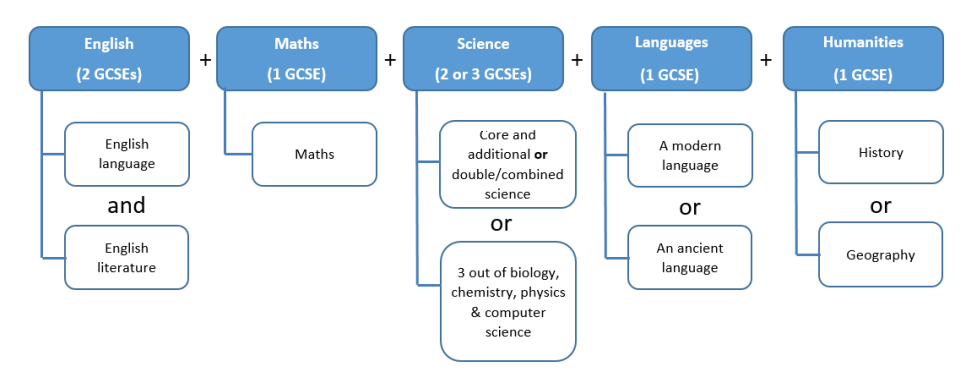 English
(2 GCSEs)
+
Maths
(1 GCSE)
+
Science
(2 or 3 GCSEs)
+
Languages
(1 GCSE)
+
Humanities
(1 GCSE)
English
language
and
English
literature
Maths
Core and
additional or
double/combined
science
or
3 out of biology,
chemistry, physics
& computer
science
A modern
language
or
An ancient
language
History
or
Geography